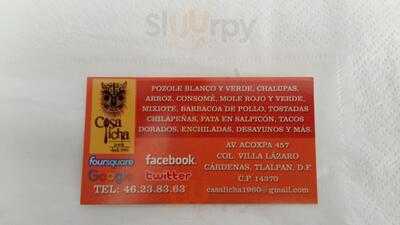 Slurrpy
POZOLE BLANCO Y VERDE, CHALUPAS,
ARROZ, CONSOMÉ, MOLE ROJO Y VERDE,
MIXIOTE, BARBACOA DE POLLO, TOSTADAS
CHILAPEÑAS, PATA EN SALPICÓN, TACOS
DORADOS, ENCHILADAS, DESAYUNOS Y MÁS.
Casa
licha
foursquare
facebook
Google
twitter
TEL: 46.23.83.63
AV. ACOXPA 457
COL. VILLA LÁZARO
CÁRDENAS, TLALPAN, D.F.
C.P. 14370
casalicha1960@gmail.com